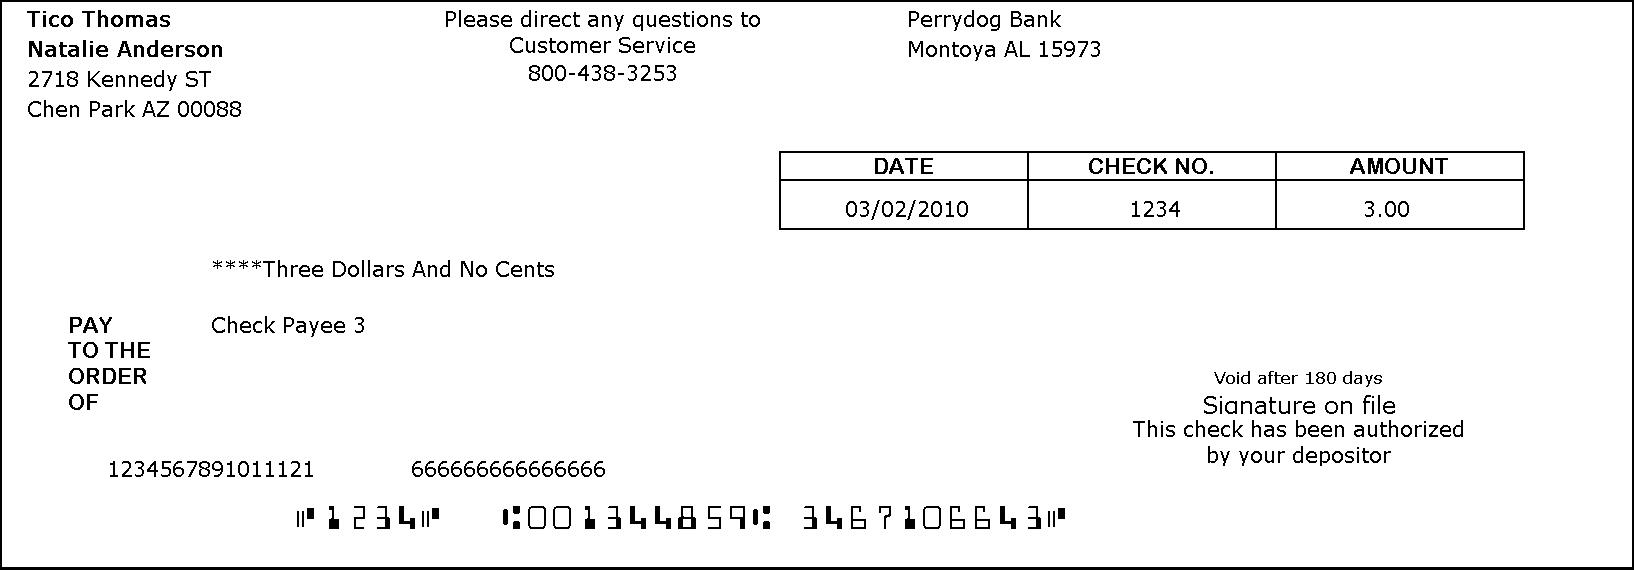 Tico Thomas
Natalie Anderson
2718 Kennedy ST
Chen Park AZ 00088
Please direct any questions to
Customer Service
800-438-3253
Perrydog Bank
Montoya AL 15973
DATE CHECK NO. AMOUNT
03/02/2010 1234 3.00
****Three Dollars And No Cents
PAY
TO THE
ORDER
OF
Check Payee 3
Void after 180 days
Signature on file
This check has been authorized
by your depositor
1234567891011121 666666666666666
⑈1234⑈ ⑆001344859⑆ 3467106643⑈